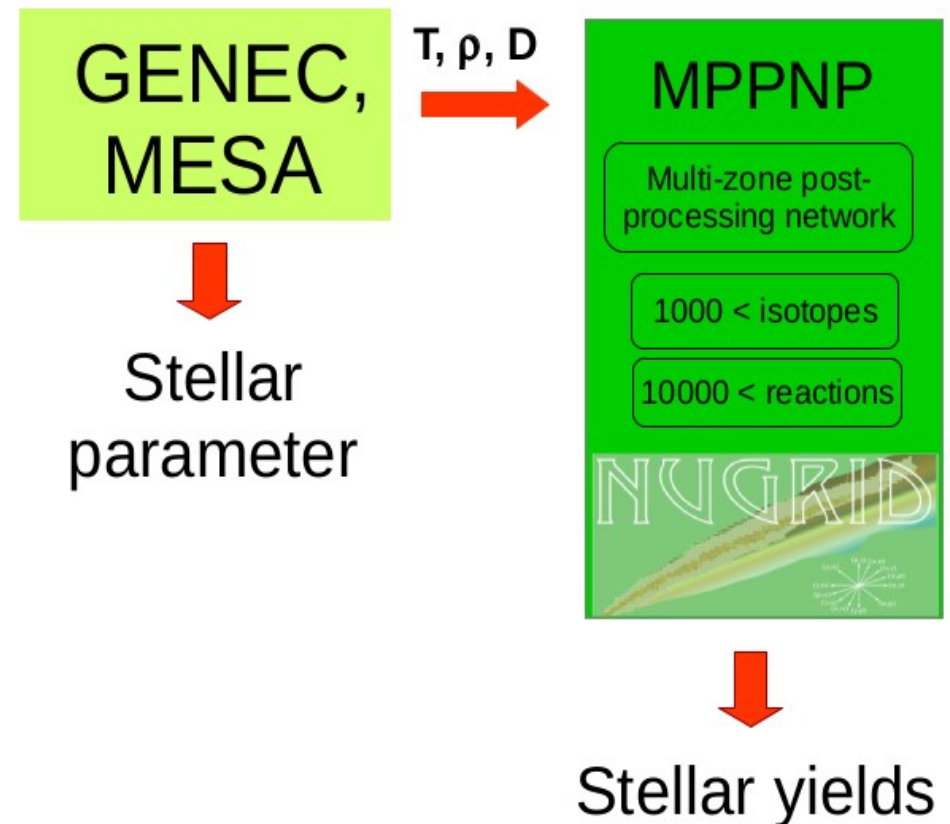 GENEC,
MESA
T, ρ, D
MPPNP
Multi-zone post-
processing network
1000 < isotopes
10000 < reactions
NUGRID
Stellar
parameter
Stellar yields